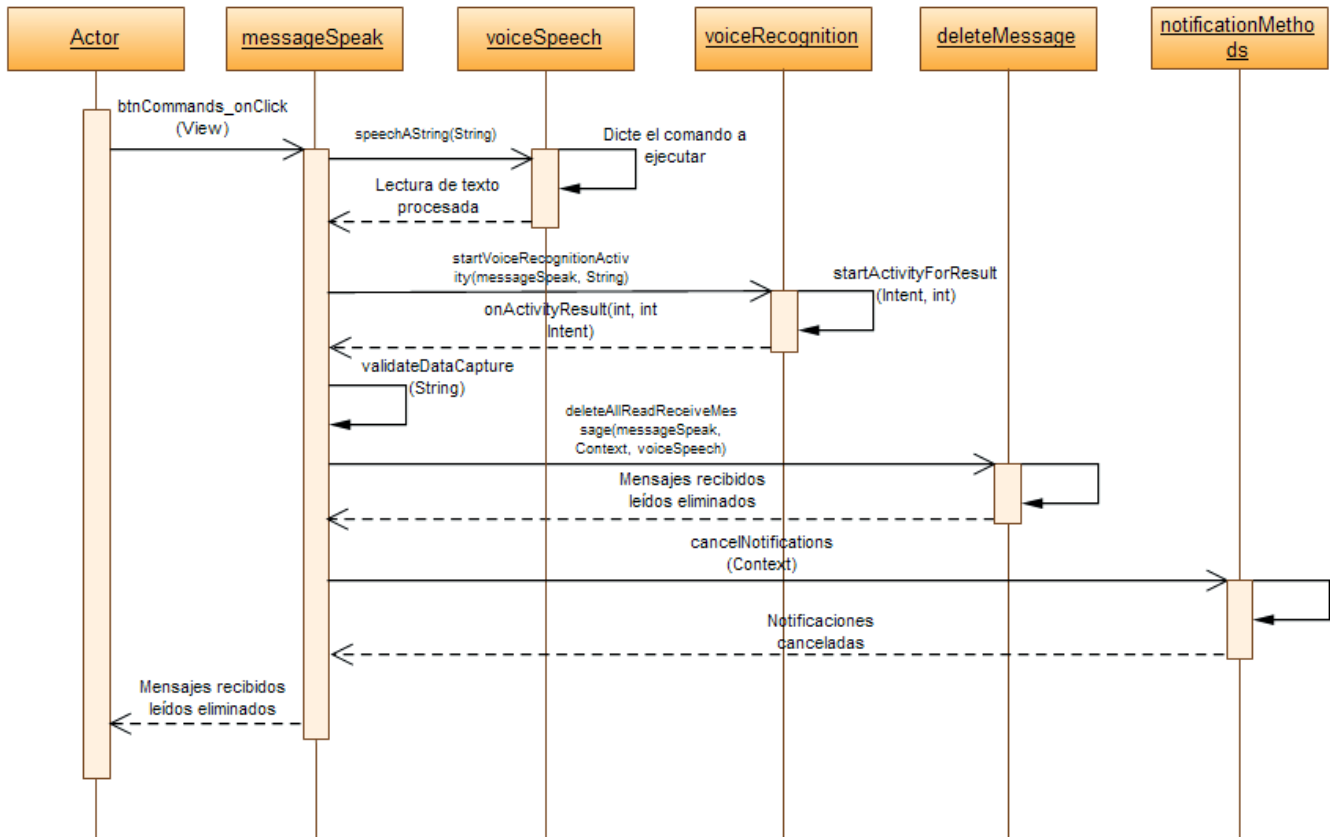 Actor
messageSpeak
voiceSpeech
voiceRecognition
deleteMessage
notificationMetho
ds
btnCommands_onClick
(View)
speechAString(String)
Dicte el comando a
ejecutar
Lectura de texto
procesada
startVoiceRecognitionActiv
ity(messageSpeak, String)
startActivityForResult
(Intent, int)
onActivityResult(int, int
Intent)
validateDataCapture
(String)
deleteAllReadReceiveMes
sage(messageSpeak,
Context, voiceSpeech)
Mensajes recibidos
leídos eliminados
cancelNotifications
(Context)
Notificaciones
canceladas
Mensajes recibidos
leídos eliminados